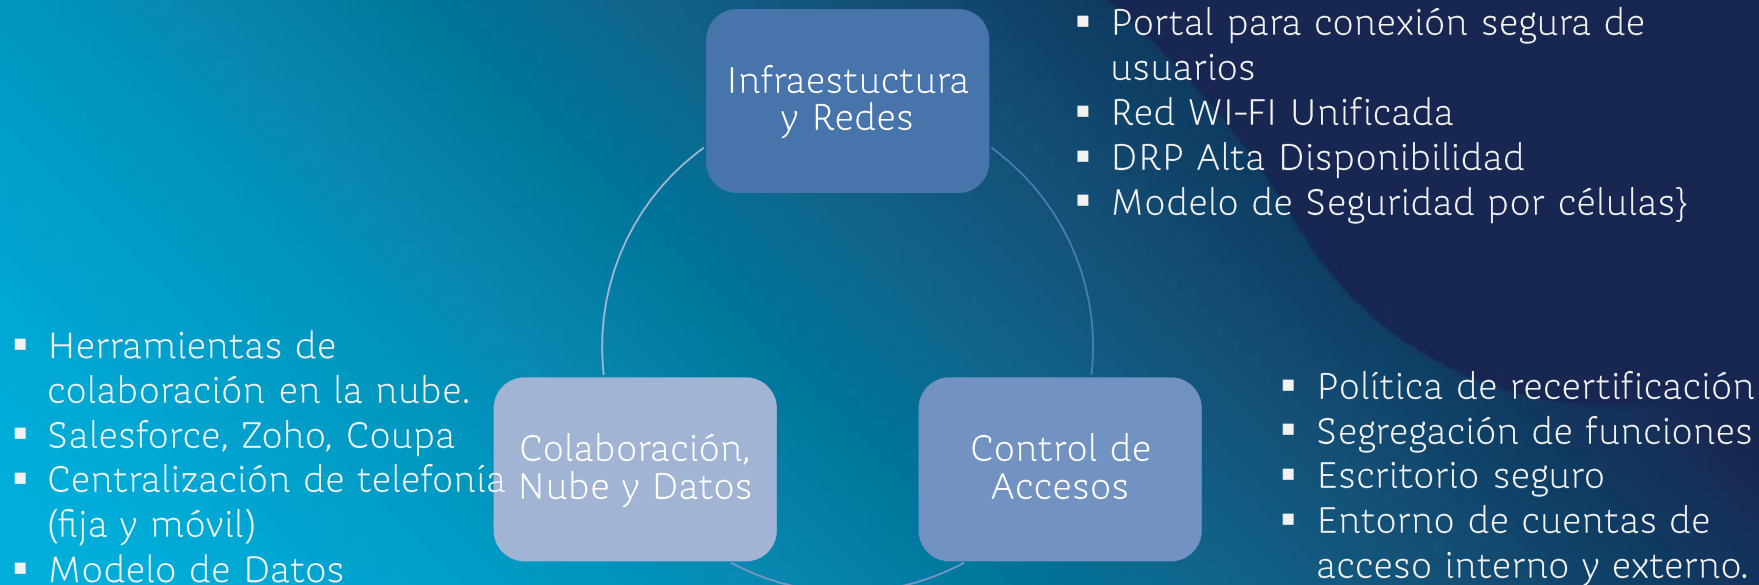 Infraestuctura
y Redes
▪ Portal para conexión segura de
usuarios
▪ Red WI-FI Unificada
▪ DRP Alta Disponibilidad
▪ Modelo de Seguridad por células}
▪ Herramientas de
colaboración en la nube.
▪ Salesforce, Zoho, Coupa
▪ Centralización de telefonía
(fija y móvil)
▪ Modelo de Datos
Colaboración,
Nube y Datos
Control de
Accesos
▪ Política de recertificación
▪ Segregación de funciones
▪ Escritorio seguro
▪ Entorno de cuentas de
acceso interno y externo.